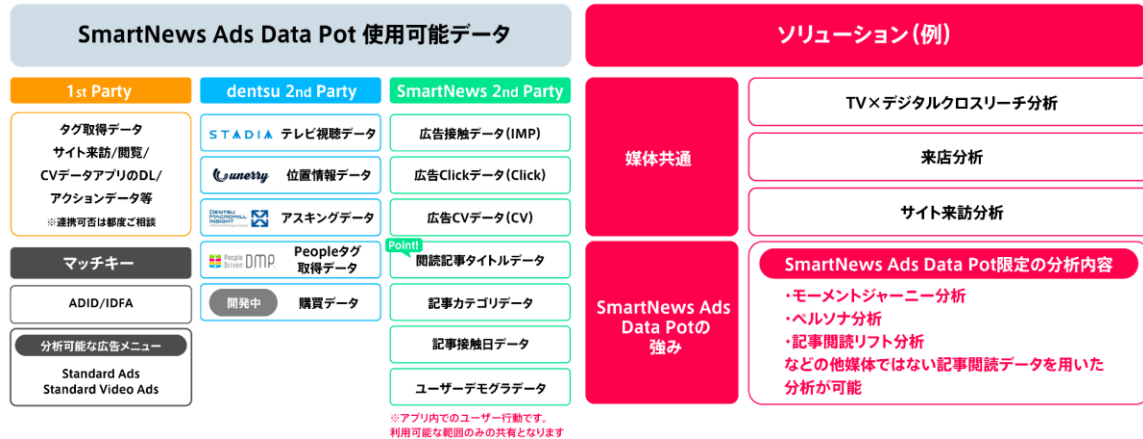 SmartNews Ads Data Pot 使用可能データ
1st Party
タグ取得データ
サイト来訪/閲覧/
CVデータアプリのDL/
アクションデータ等
※連携可否は都度ご相談
マッチキー
ADID/IDFA
分析可能な広告メニュー
Standard Ads
Standard Video Ads
dentsu 2nd Party
STADIA テレビ視聴データ
unerry 位置情報データ
DENTSU
MACROMILL
INSIGHT
アスキングデータ
People
Driven DMP
Peopleタグ
取得データ
開発中 購買データ
SmartNews 2nd Party
広告接触データ(IMP)
広告Clickデータ(Click)
広告CVデータ(CV)
Point!
閲読記事タイトルデータ
記事カテゴリデータ
記事接触日データ
ユーザーデモグラデータ
※アプリ内でのユーザー行動です。
利用可能な範囲のみの共有となります
ソリューション(例)
媒体共通
TV×デジタルクロスリーチ分析
来店分析
サイト来訪分析
SmartNews Ads
Data Potの
強み
SmartNews Ads Data Pot限定の分析内容
・モーメントジャーニー分析
・ペルソナ分析
・記事閲読リフト分析
などの他媒体ではない記事閲読データを用いた
分析が可能